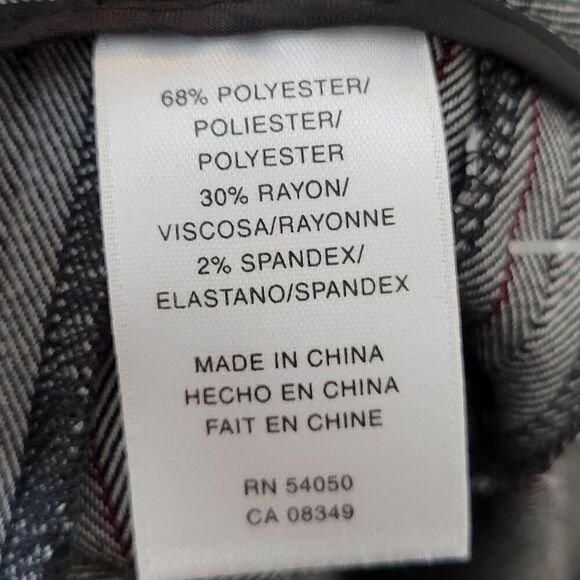 68% POLYESTER/
POLIESTER/
POLYESTER
30% RAYON/
VISCOSA/RAYONNE
2% SPANDEX/
ELASTANO/SPANDEX
MADE IN CHINA
HECHO EN CHINA
FAIT EN CHINE
RN 54050
CA 08349